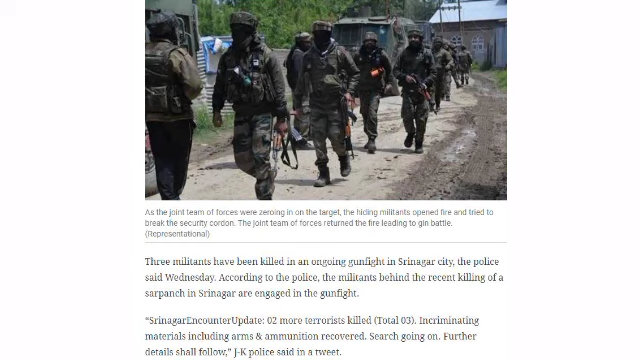 As the joint team of forces were zeroing in on the target, the hiding militants opened fire and tried to
break the security cordon. The joint team of forces returned the fire leading to gin battle.
(Representational)
Three militants have been killed in an ongoing gunfight in Srinagar city, the police
said Wednesday. According to the police, the militants behind the recent killing of a
sarpanch in Srinagar are engaged in the gunfight.
“SrinagarEncounterUpdate: 02 more terrorists killed (Total 03). Incriminating
materials including arms & ammunition recovered. Search going on. Further
details shall follow,” J-K police said in a tweet.